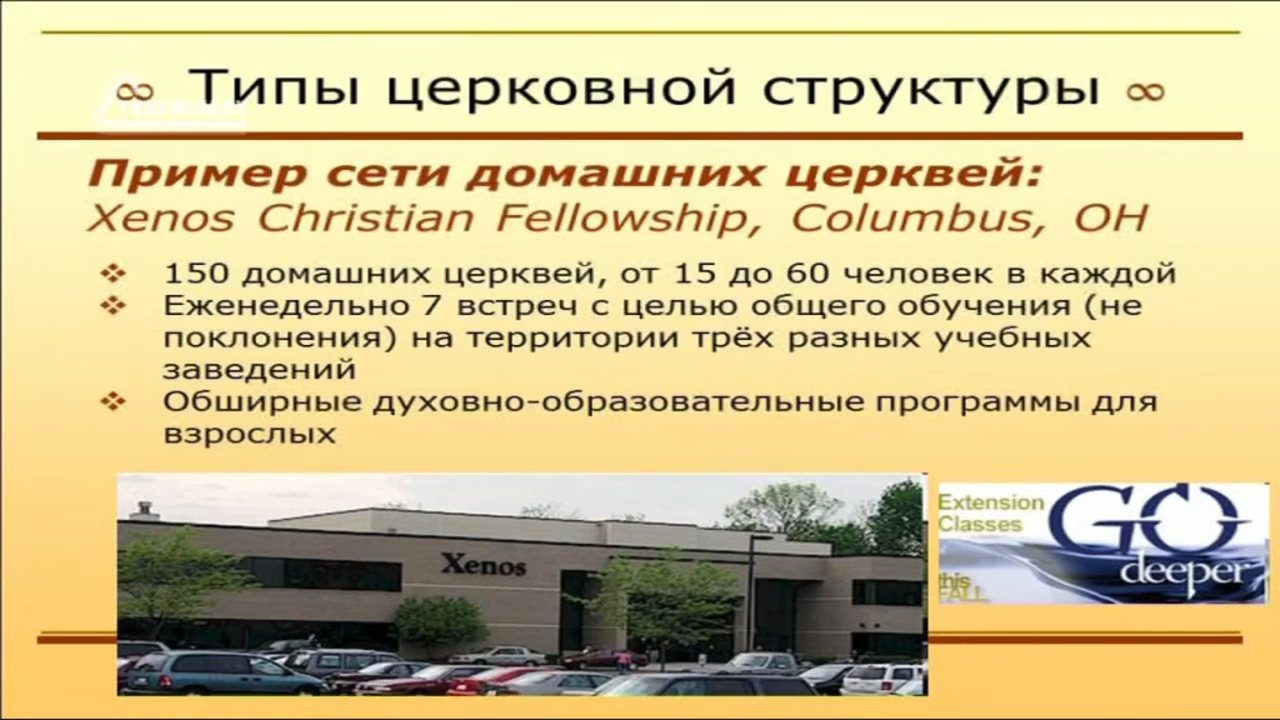 Типы церковной структуры
Пример сети домашних церквей:
Xenos Christian Fellowship, Columbus, OH
150 домашних церквей, от 15 до 60 человек в каждой
Еженедельно 7 встреч с целью общего обучения (не
поклонения) на территории трёх разных учебных
заведений
Обширные духовно-образовательные программы для
взрослых
Xenos
Extension
Classes
GO
deeper
this
FALL